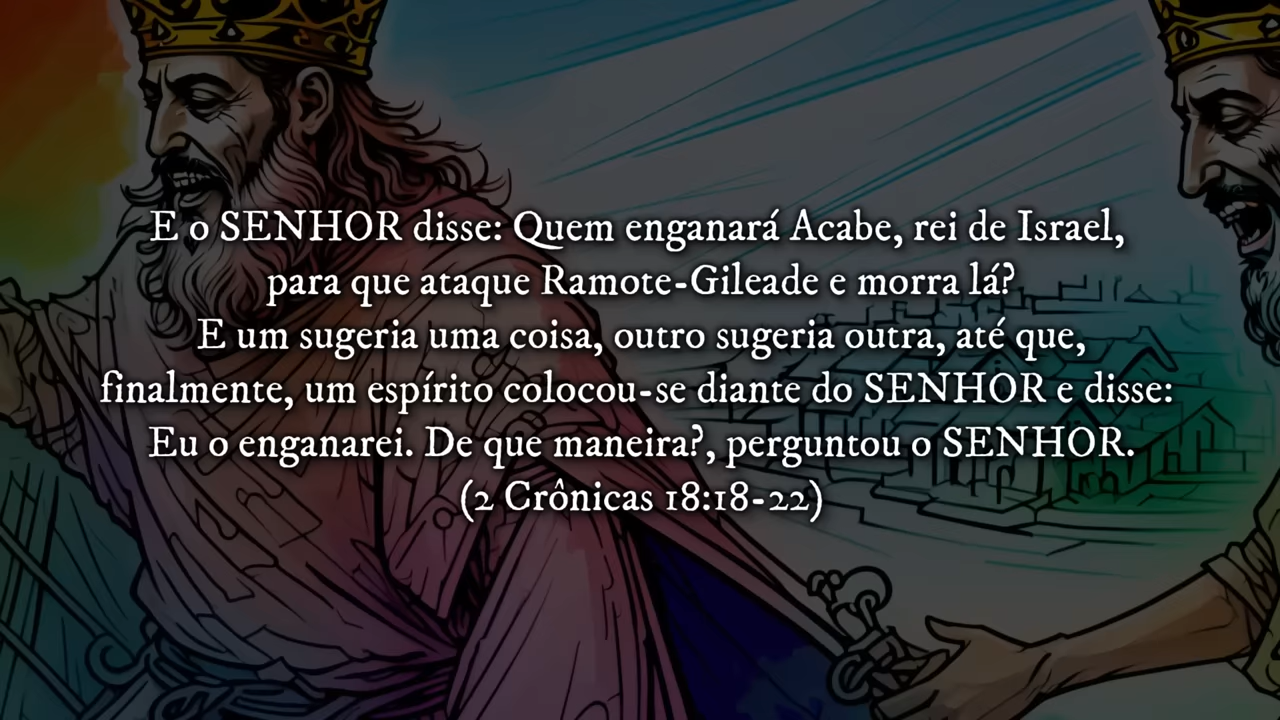 E o SENHOR disse: Quem enganará Acabe, rei de Israel,
para que ataque Ramote-Gileade e morra lá?
E um sugeria uma coisa, outro sugeria outra, até que,
finalmente, um espírito colocou-se diante do SENHOR e disse:
Eu o enganarei. De que maneira?, perguntou o SENHOR.
(2 Crônicas 18:18-22)